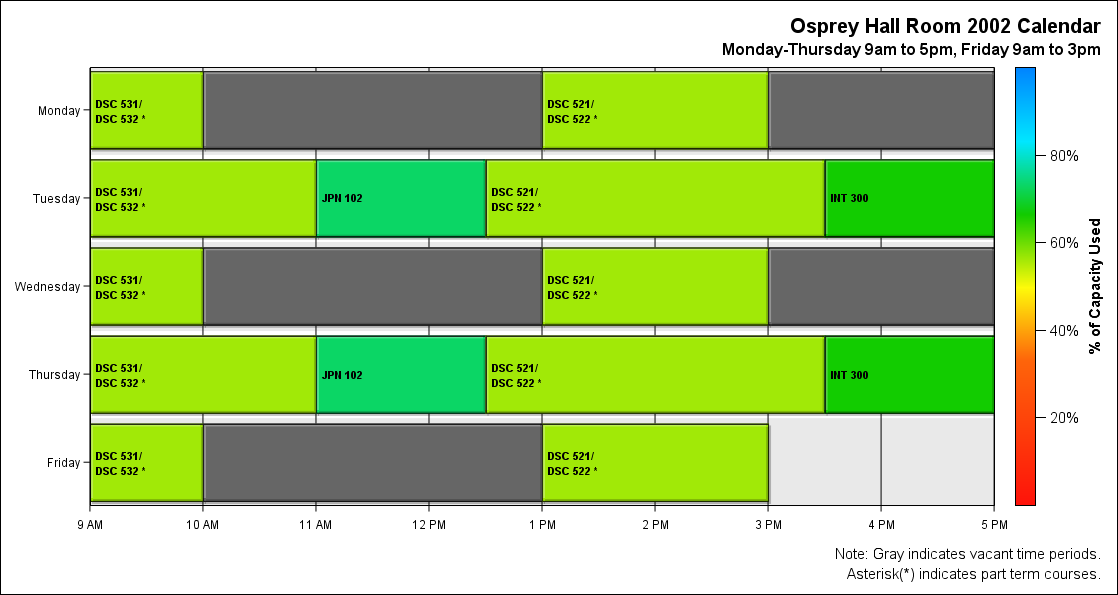 Osprey Hall Room 2002 Calendar
Monday-Thursday 9am to 5pm, Friday 9am to 3pm
Monday
DSC 531/
DSC 532 *
DSC 521/
DSC 522 *
Tuesday
DSC 531/
DSC 532 *
JPN 102
DSC 521/
DSC 522 *
INT 300
Wednesday
DSC 531/
DSC 532 *
DSC 521/
DSC 522 *
Thursday
DSC 531/
DSC 532 *
JPN 102
DSC 521/
DSC 522 *
INT 300
Friday
DSC 531/
DSC 532 *
DSC 521/
DSC 522 *
9 AM 10 AM 11 AM 12 PM 1 PM 2 PM 3 PM 4 PM 5 PM
80%
60%
40%
20%
% of Capacity Used
Note: Gray indicates vacant time periods.
Asterisk(*) indicates part term courses.